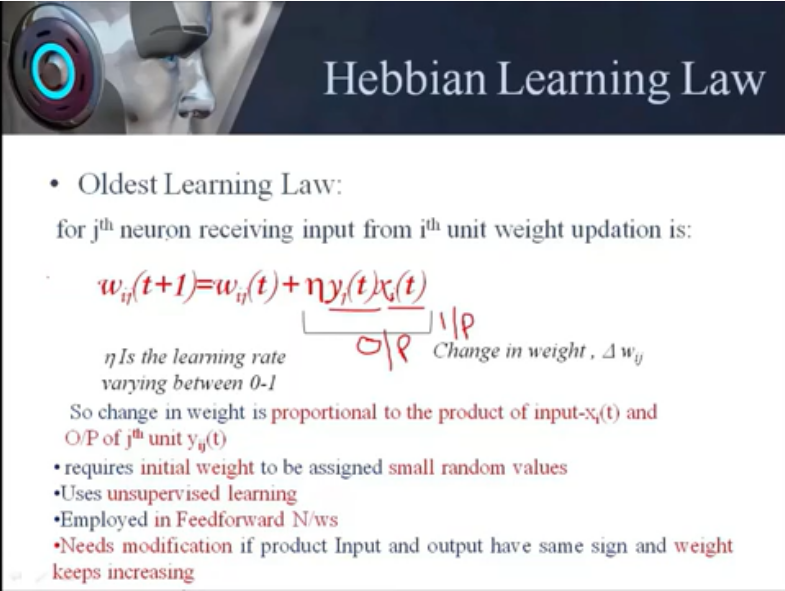 Hebbian Learning Law
• Oldest Learning Law:
for jᵗʰ neuron receiving input from iᵗʰ unit weight updation is:
wᵢⱼ(t+1)=wᵢⱼ(t)+ηyⱼ(t)xᵢ(t)
I/P
O/P Change in weight , Δ wᵢⱼ
η Is the learning rate
varying between 0-1
So change in weight is proportional to the product of input-xᵢ(t) and
O/P of jᵗʰ unit yᵢⱼ(t)
• requires initial weight to be assigned small random values
•Uses unsupervised learning
•Employed in Feedforward N/ws
•Needs modification if product Input and output have same sign and weight
keeps increasing